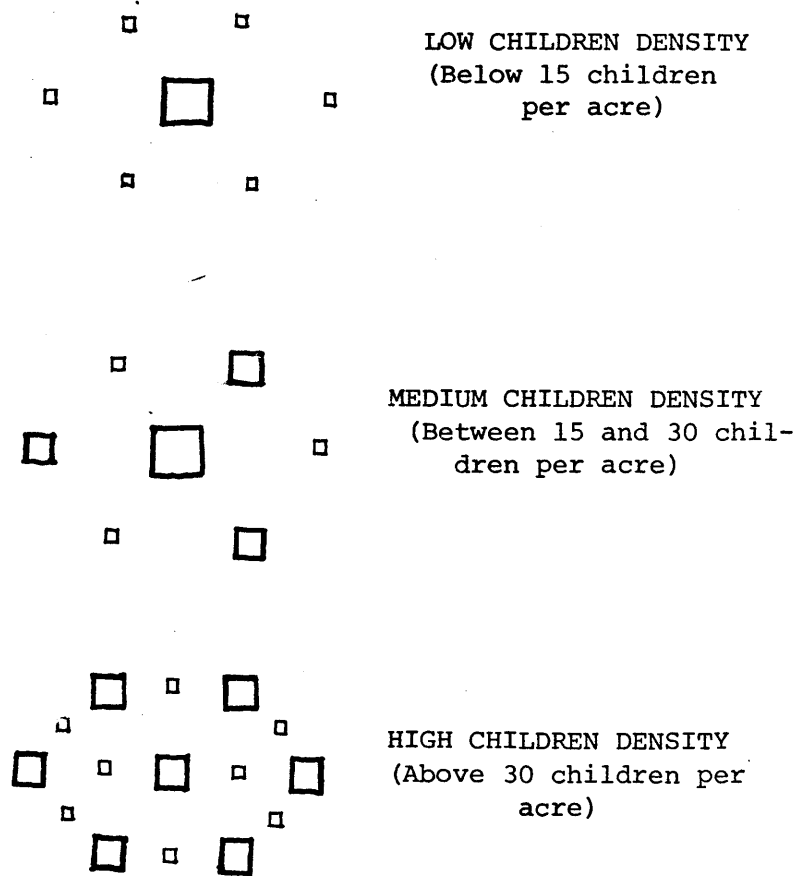 LOW CHILDREN DENSITY
(Below 15 children
per acre)
MEDIUM CHILDREN DENSITY
(Between 15 and 30 chil-
dren per acre)
HIGH CHILDREN DENSITY
(Above 30 children per
acre)